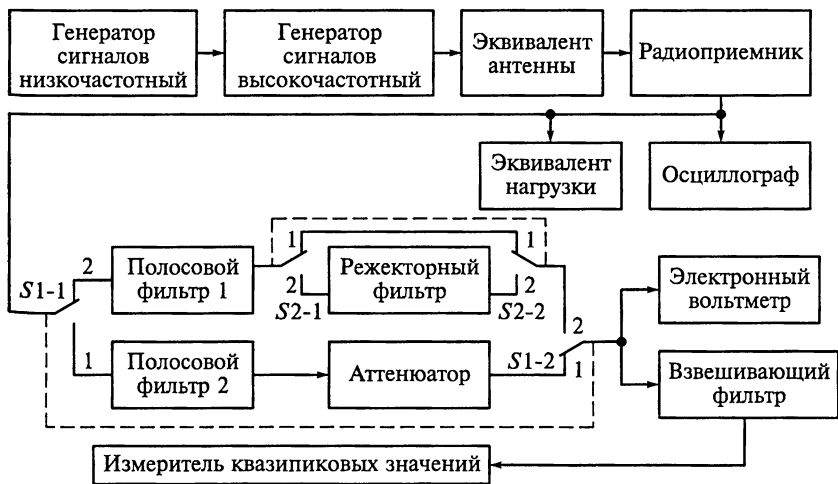 Генератор
сигналов
низкочастотный
Генератор
сигналов
высокочастотный
Эквивалент
антенны
Радиоприемник
Эквивалент
нагрузки
Осциллограф
S1-1
2
1
Полосовой
фильтр 1
1
2
S2-1
Режекторный
фильтр
1
2
S2-2
Полосовой
фильтр 2
Аттенюатор
S1-2
2
1
Электронный
вольтметр
Взвешивающий
фильтр
Измеритель квазипиковых значений